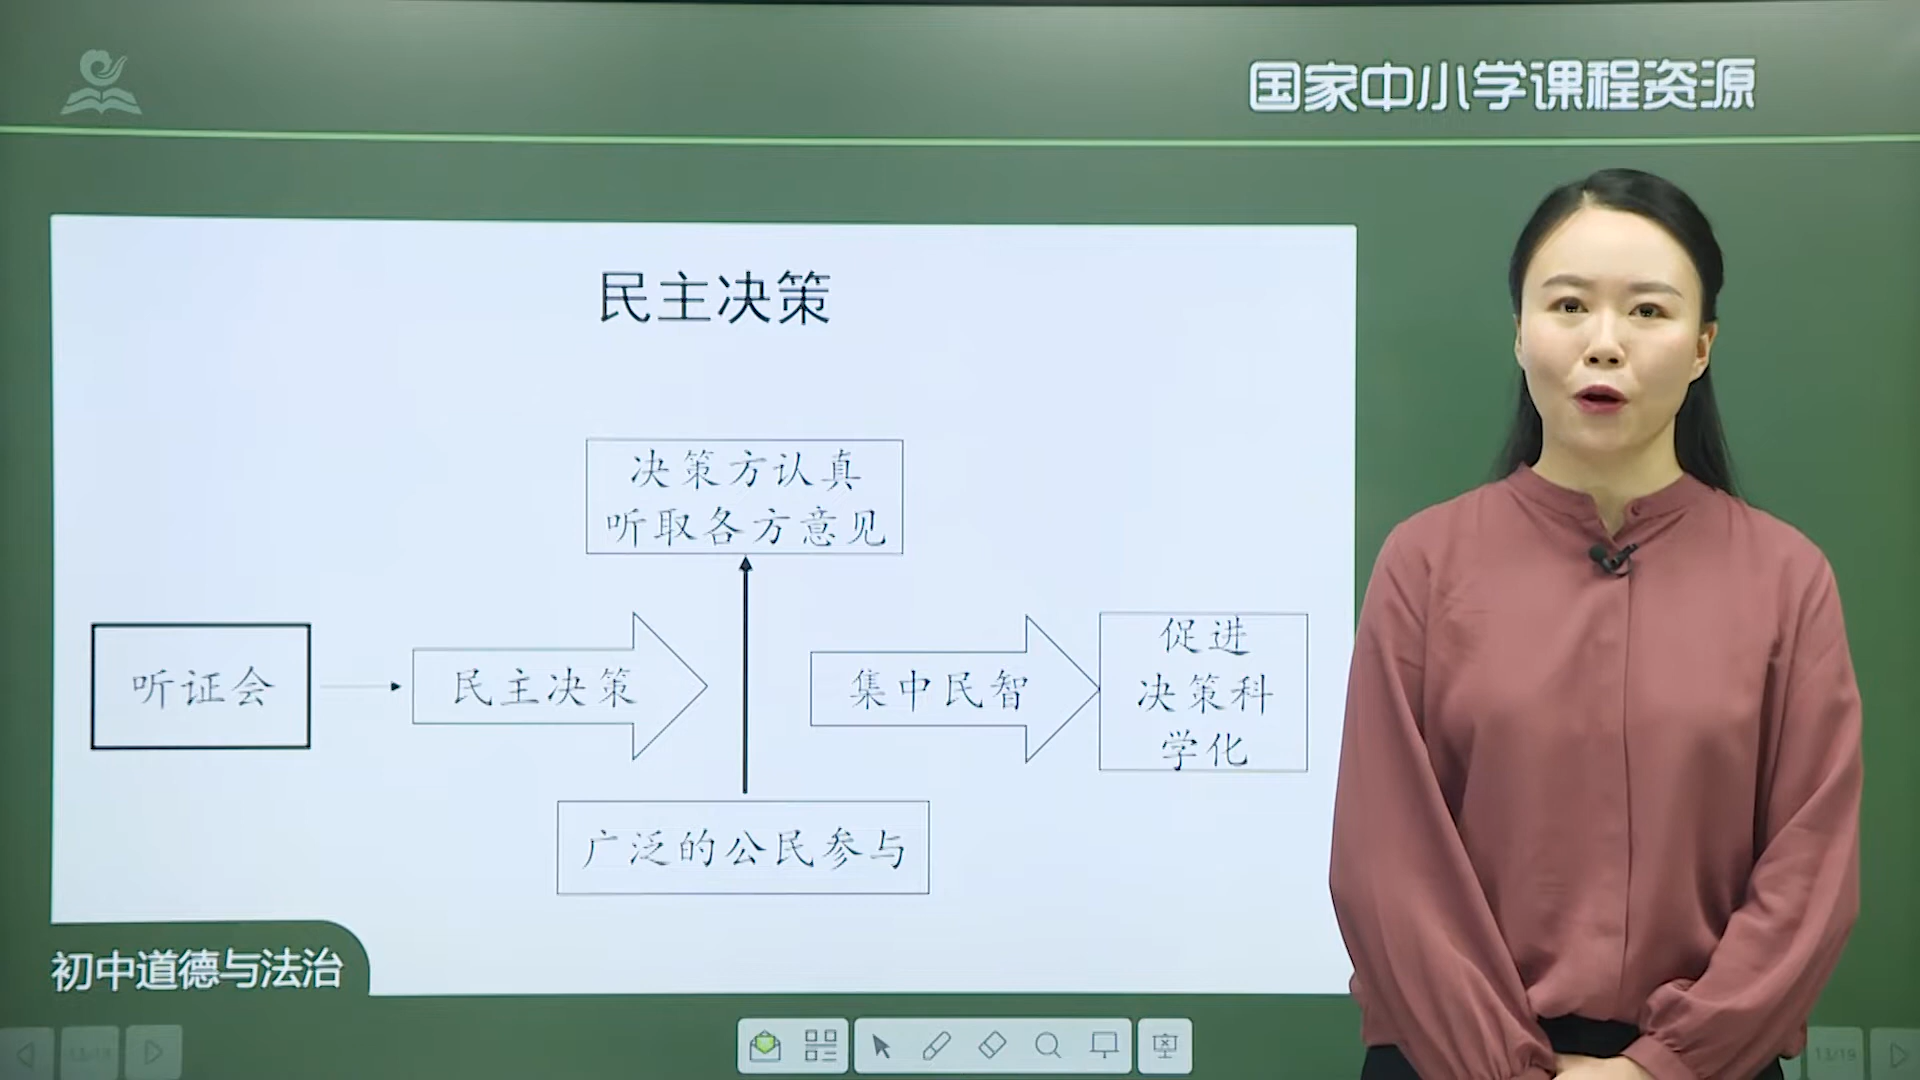 国家中小学课程资源
民主决策
决策方认真
听取各方意见
听证会
民主决策
集中民智
促进
决策科
学化
广泛的公民参与
初中道德与法治
13/19